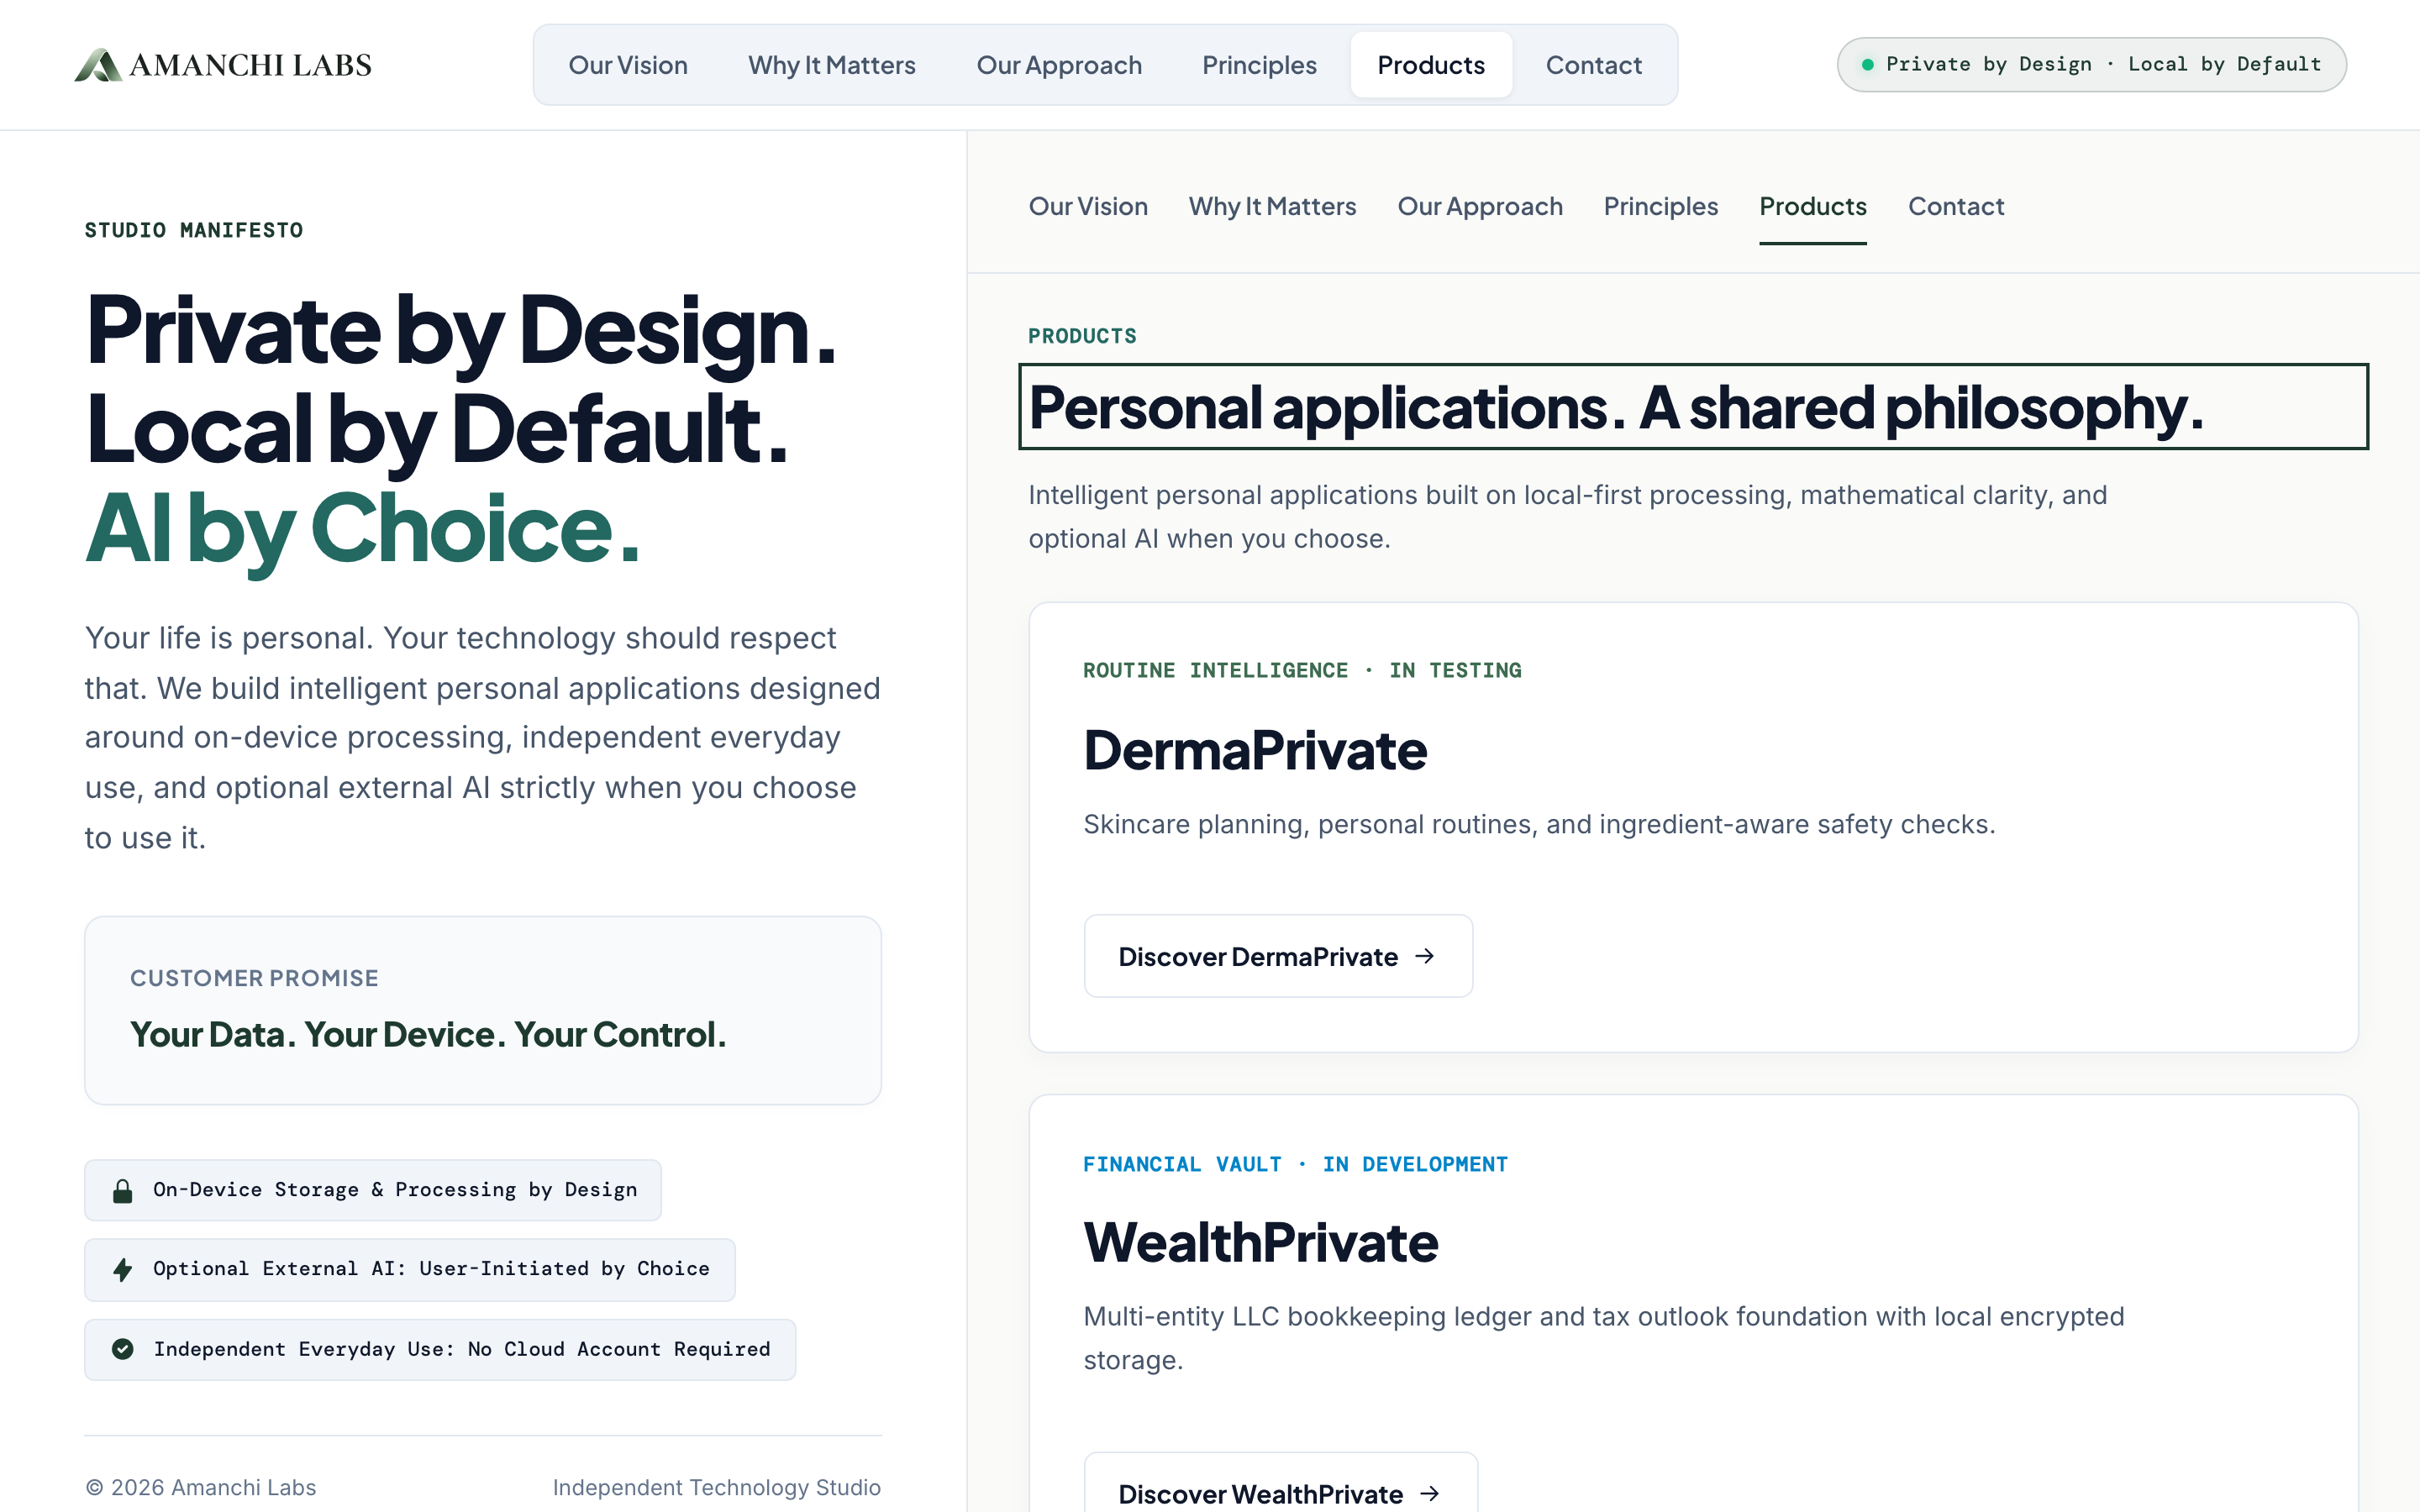 AMANCHI LABS
Our Vision
Why It Matters
Our Approach
Principles
Products
Contact
Private by Design · Local by Default
STUDIO MANIFESTO
Private by Design.
Local by Default.
AI by Choice.
Your life is personal. Your technology should respect
that. We build intelligent personal applications designed
around on-device processing, independent everyday
use, and optional external AI strictly when you choose
to use it.
CUSTOMER PROMISE
Your Data. Your Device. Your Control.
On-Device Storage & Processing by Design
Optional External AI: User-Initiated by Choice
Independent Everyday Use: No Cloud Account Required
© 2026 Amanchi Labs
Independent Technology Studio
Our Vision
Why It Matters
Our Approach
Principles
Products
Contact
PRODUCTS
Personal applications. A shared philosophy.
Intelligent personal applications built on local-first processing, mathematical clarity, and
optional AI when you choose.
ROUTINE INTELLIGENCE · IN TESTING
DermaPrivate
Skincare planning, personal routines, and ingredient-aware safety checks.
Discover DermaPrivate →
FINANCIAL VAULT · IN DEVELOPMENT
WealthPrivate
Multi-entity LLC bookkeeping ledger and tax outlook foundation with local encrypted
storage.
Discover WealthPrivate →